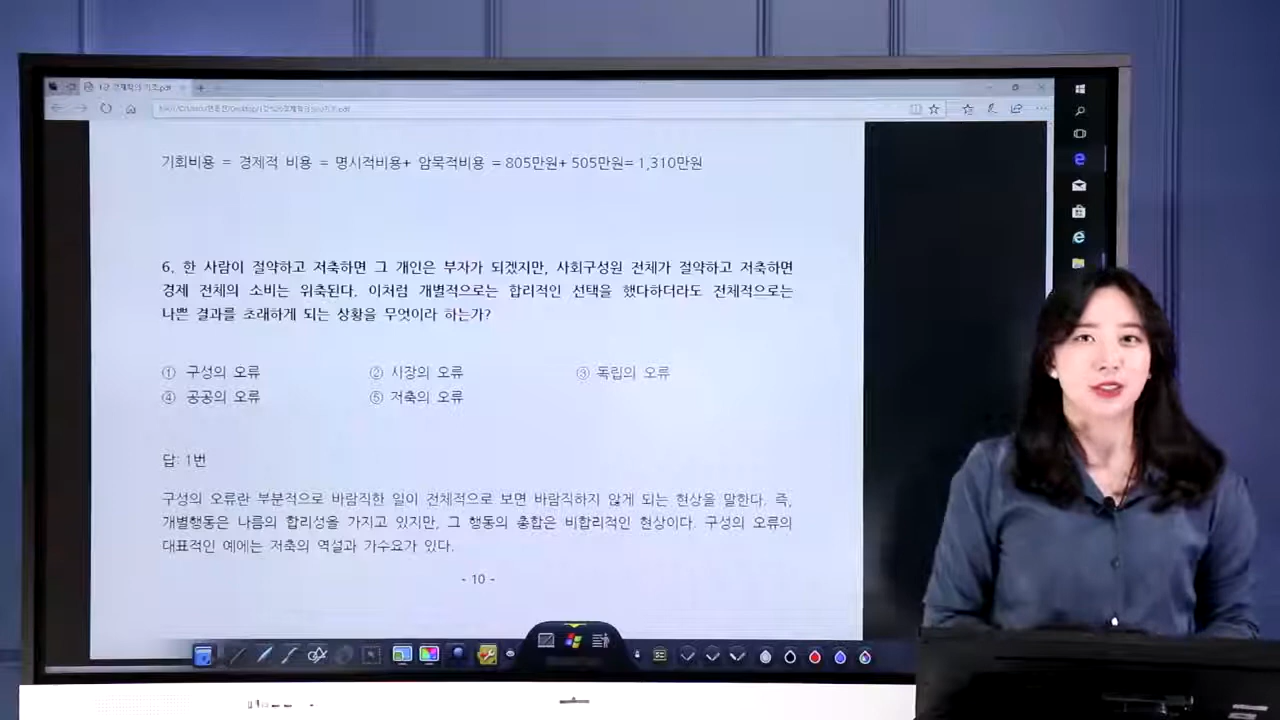 1강 경제학의 기초.pdf
기회비용 = 경제적 비용 = 명시적비용+ 암묵적비용 = 805만원+ 505만원= 1,310만원
6. 한 사람이 절약하고 저축하면 그 개인은 부자가 되겠지만, 사회구성원 전체가 절약하고 저축하면
경제 전체의 소비는 위축된다. 이처럼 개별적으로는 합리적인 선택을 했다하더라도 전체적으로는
나쁜 결과를 초래하게 되는 상황을 무엇이라 하는가?
① 구성의 오류 ② 시장의 오류 ③ 독립의 오류
④ 공공의 오류 ⑤ 저축의 오류
답: 1번
구성의 오류란 부분적으로 바람직한 일이 전체적으로 보면 바람직하지 않게 되는 현상을 말한다. 즉,
개별행동은 나름의 합리성을 가지고 있지만, 그 행동의 총합은 비합리적인 현상이다. 구성의 오류의
대표적인 예에는 저축의 역설과 가수요가 있다.
- 10 -